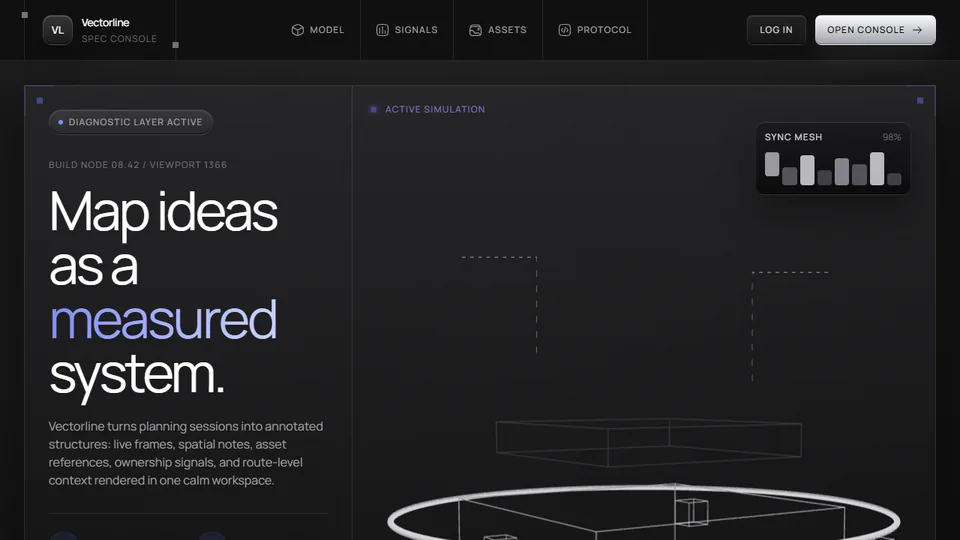 VL
Vectorline
SPEC CONSOLE
MODEL
SIGNALS
ASSETS
PROTOCOL
LOG IN
OPEN CONSOLE
DIAGNOSTIC LAYER ACTIVE
BUILD NODE 08.42 / VIEWPORT 1366
Map ideas
as a
measured
system.
Vectorline turns planning sessions into annotated
structures: live frames, spatial notes, asset
references, ownership signals, and route-level
context rendered in one calm workspace.
ACTIVE SIMULATION
SYNC MESH
98%